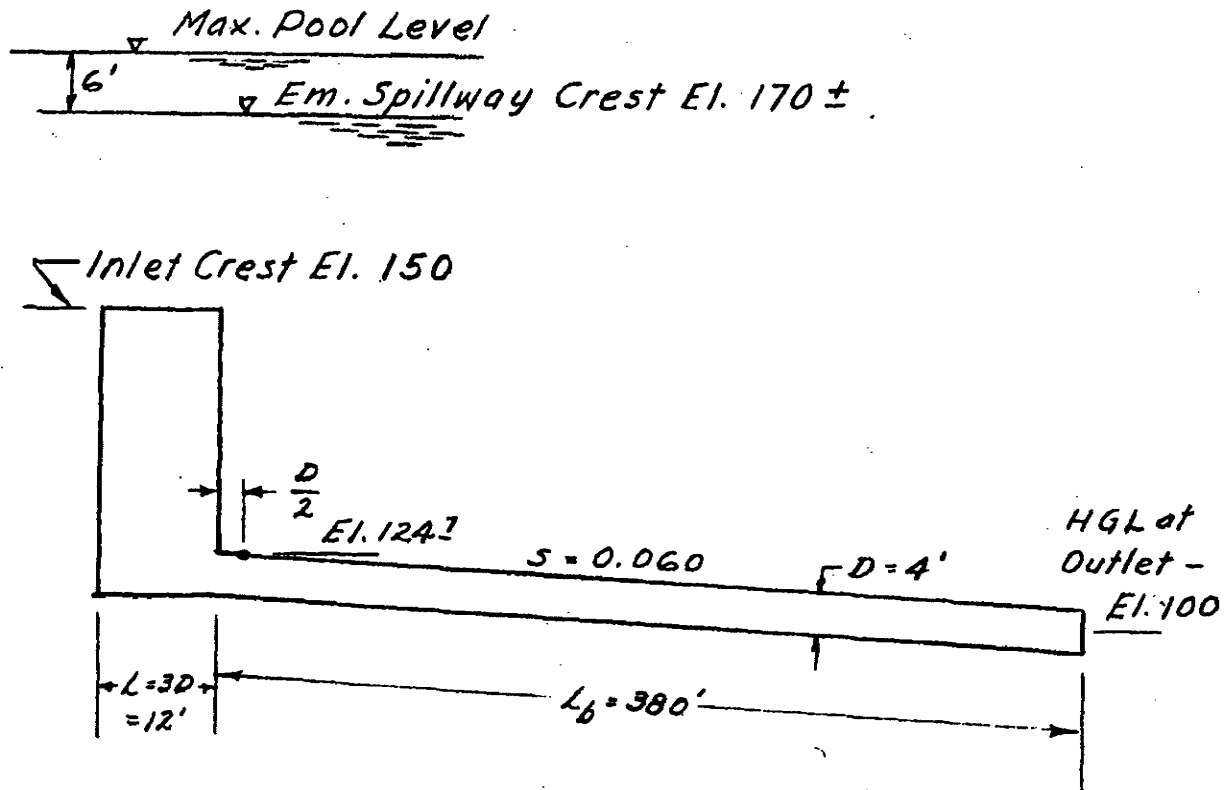 Max. Pool Level
6'
Em. Spillway Crest El. 170 ±
Inlet Crest El. 150
D
2
El. 124.7
S = 0.060
D = 4'
HGL at
Outlet -
El. 100
L = 3D
= 12'
L_b = 380'